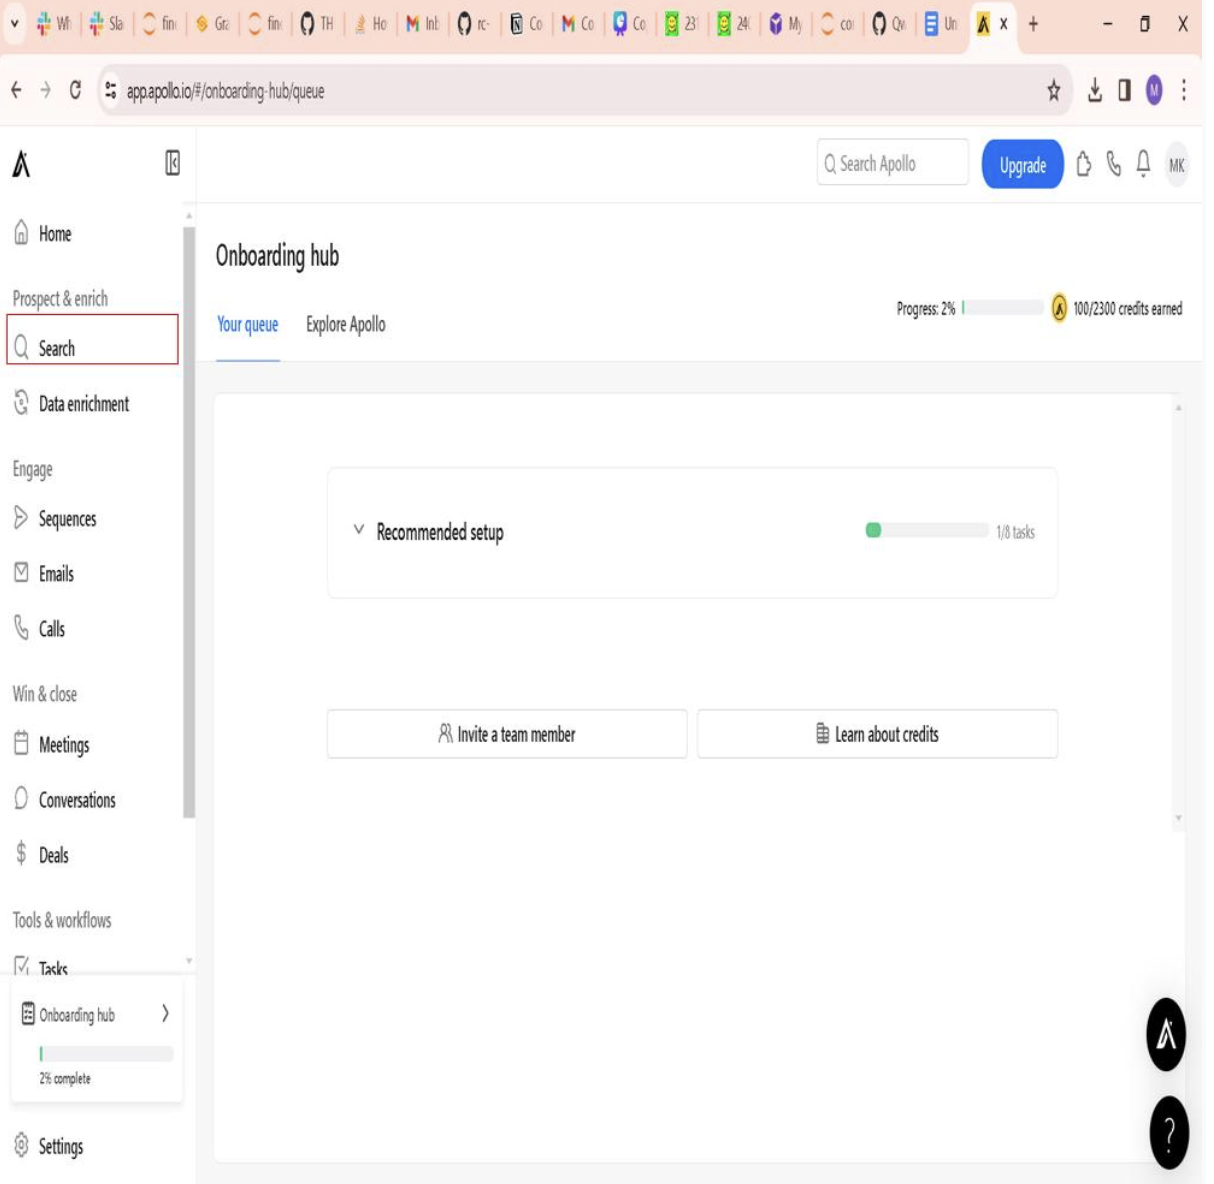 Wh
Sla
fin
Gra
fin
TH
Ho
Inb
rc-
Co
Co
Co
23
24
My
co
Qw
Un
app.apollo.io/#/onboarding-hub/queue
M
Search Apollo
Upgrade
MK
Home
Prospect & enrich
Search
Data enrichment
Engage
Sequences
Emails
Calls
Win & close
Meetings
Conversations
Deals
Tools & workflows
Tasks
Onboarding hub
2% complete
Settings
Onboarding hub
Your queue
Explore Apollo
Progress: 2%
100/2300 credits earned
Recommended setup
1/8 tasks
Invite a team member
Learn about credits
?